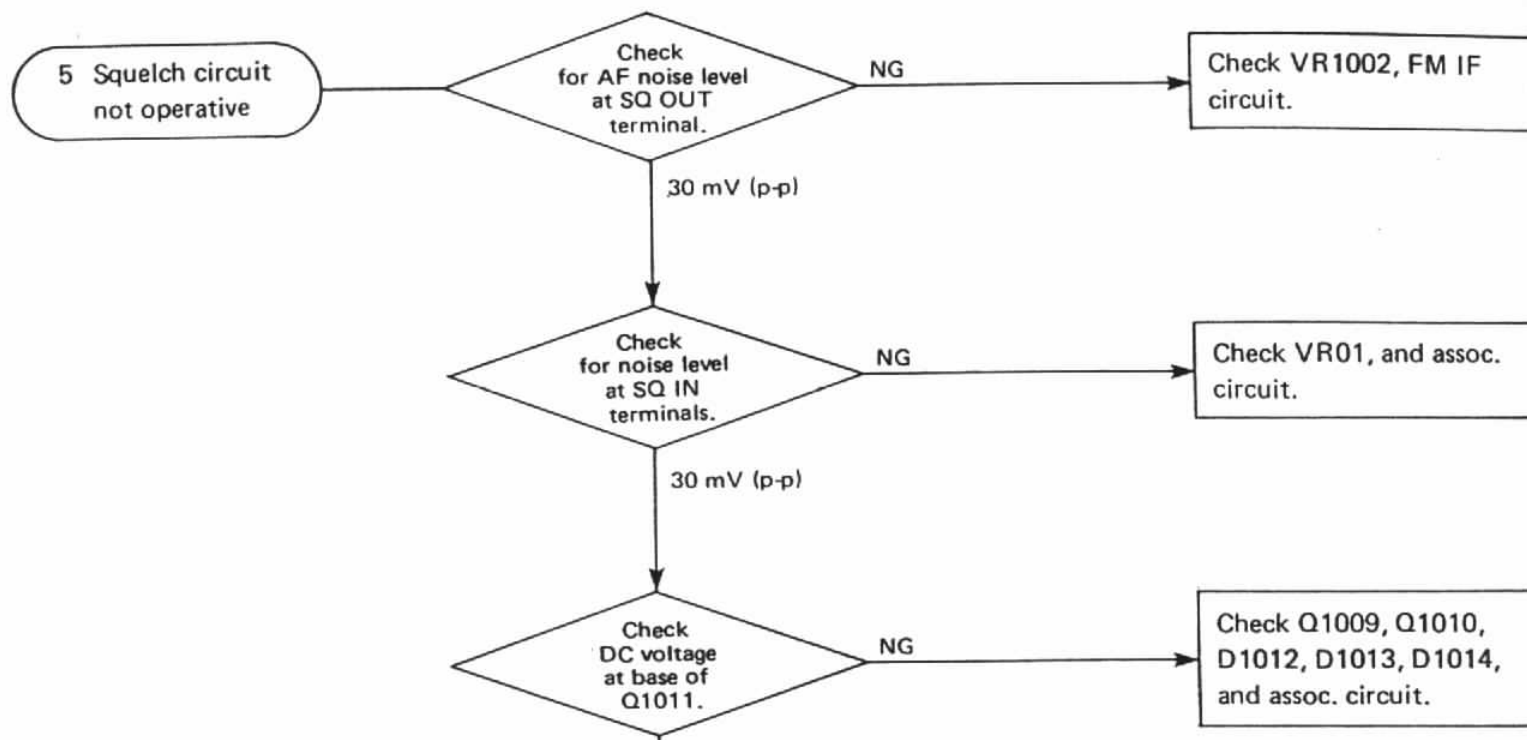 5 Squelch circuit
not operative
Check
for AF noise level
at SQ OUT
terminal.
NG
Check VR1002, FM IF
circuit.
30 mV (p-p)
Check
for noise level
at SQ IN
terminals.
NG
Check VR01, and assoc.
circuit.
30 mV (p-p)
Check
DC voltage
at base of
Q1011.
NG
Check Q1009, Q1010,
D1012, D1013, D1014,
and assoc. circuit.